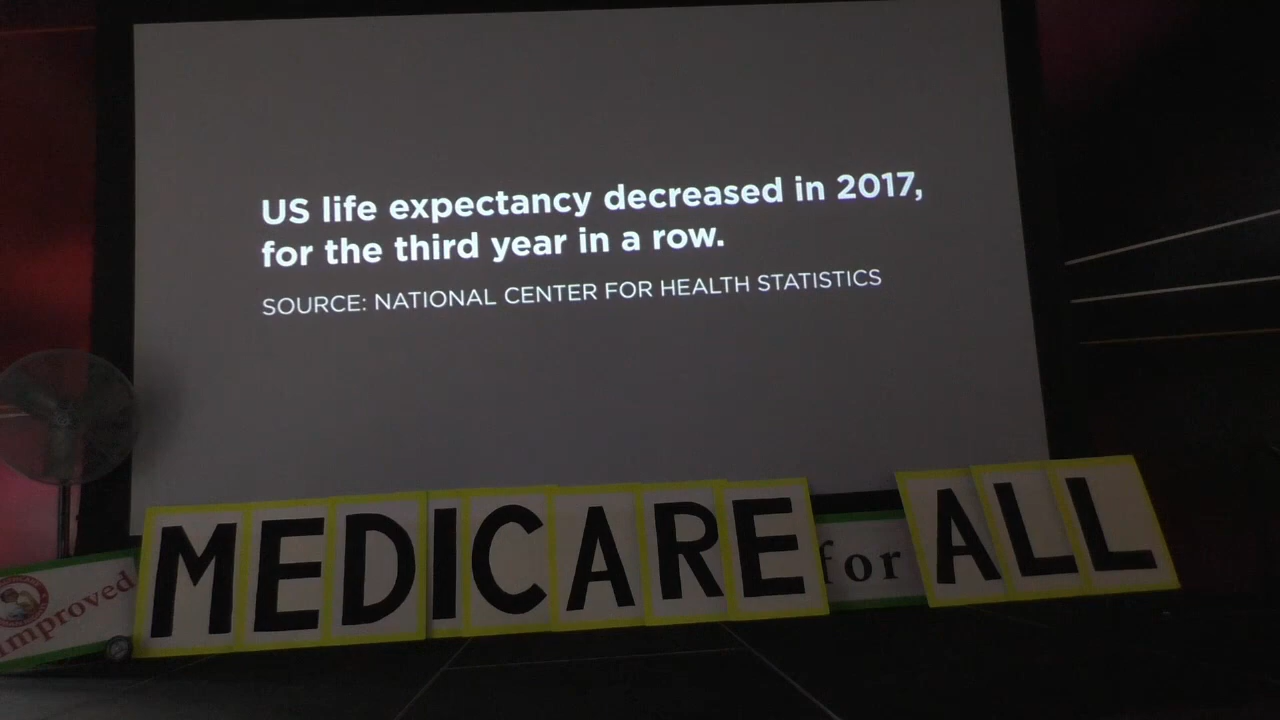 US life expectancy decreased in 2017,
for the third year in a row.
SOURCE: NATIONAL CENTER FOR HEALTH STATISTICS
improved
MEDICARE for ALL